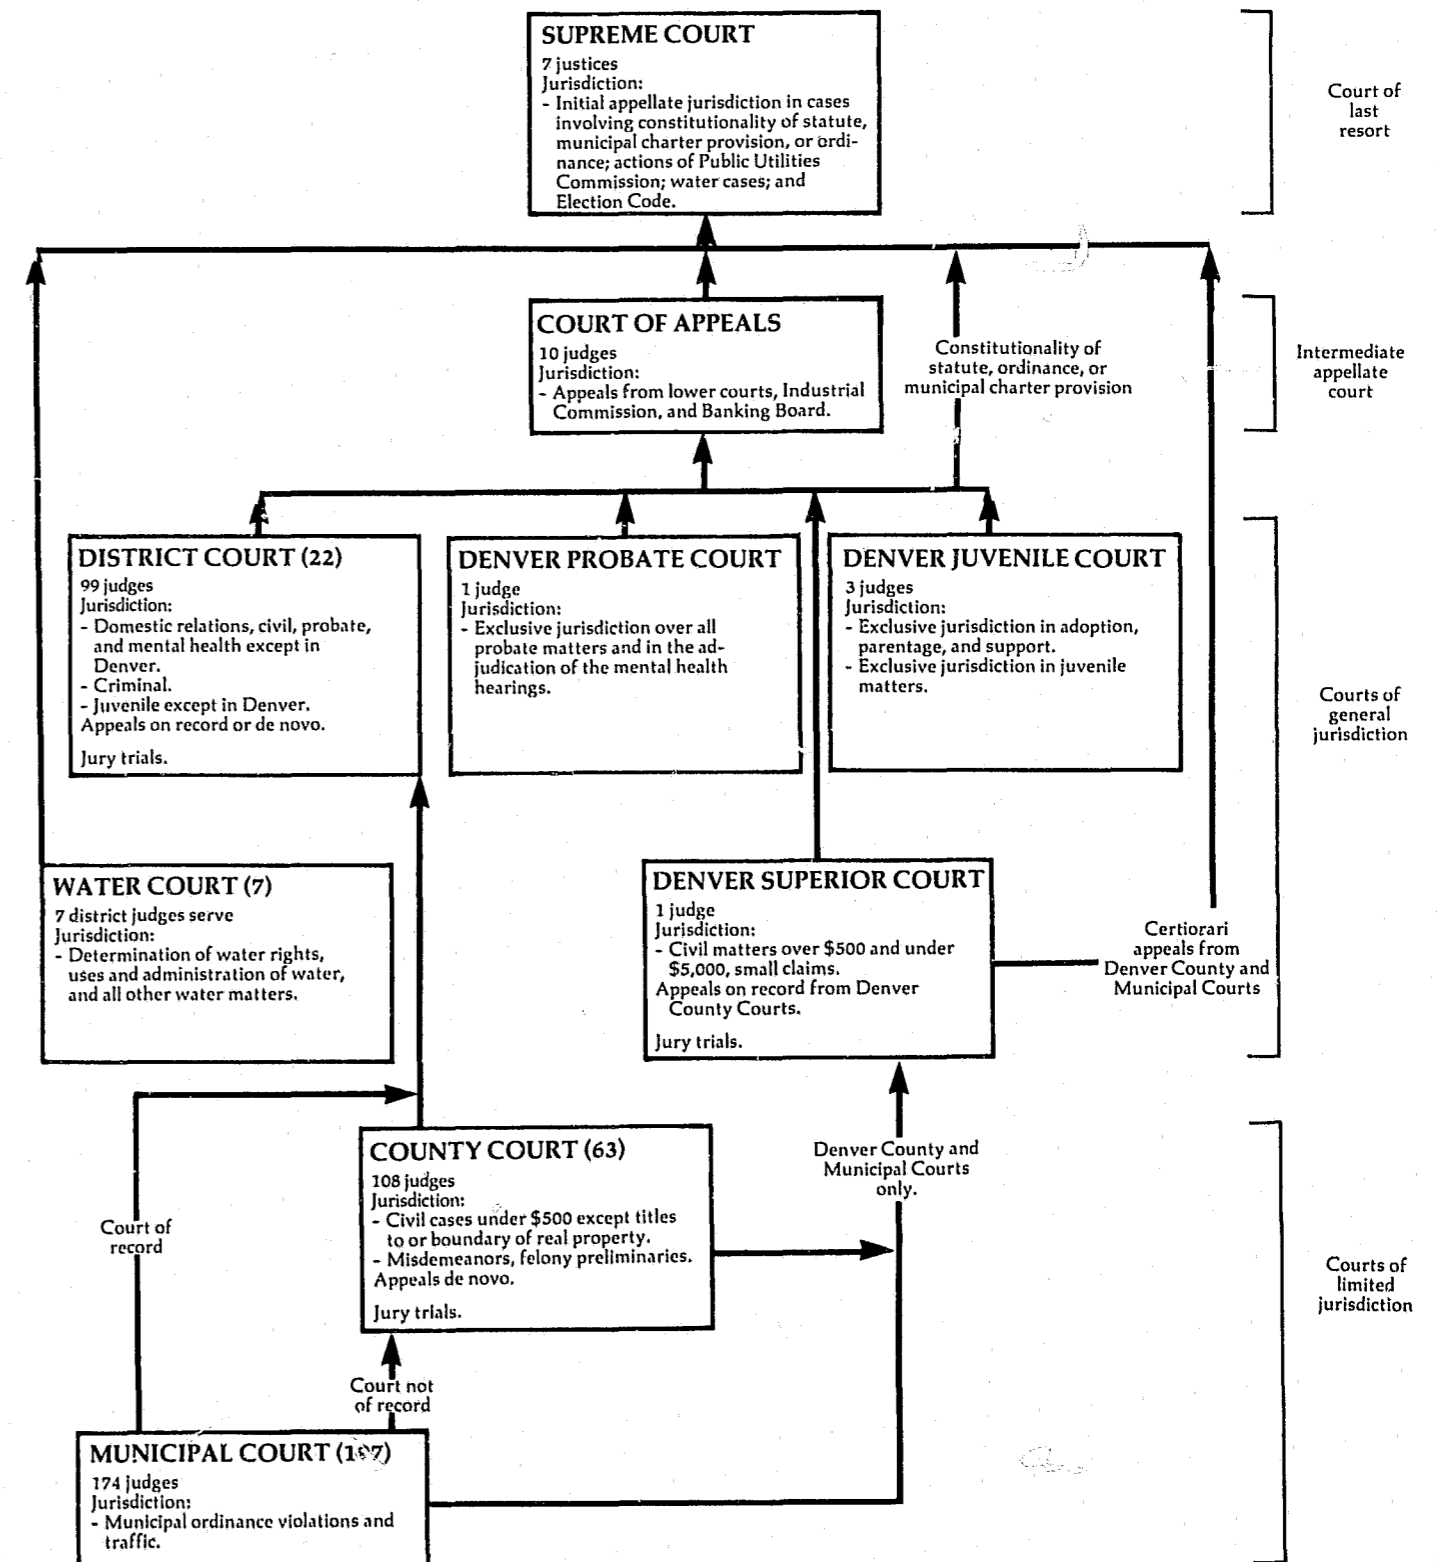 SUPREME COURT
7 justices
Jurisdiction:
- Initial appellate jurisdiction in cases
involving constitutionality of statute,
municipal charter provision, or ordi-
nance; actions of Public Utilities
Commission; water cases; and
Election Code.
Court of
last
resort
COURT OF APPEALS
10 judges
Jurisdiction:
- Appeals from lower courts, Industrial
Commission, and Banking Board.
Constitutionality of
statute, ordinance, or
municipal charter provision
Intermediate
appellate
court
DISTRICT COURT (22)
99 judges
Jurisdiction:
- Domestic relations, civil, probate,
and mental health except in
Denver.
- Criminal.
- Juvenile except in Denver.
Appeals on record or de novo.
Jury trials.
DENVER PROBATE COURT
1 judge
Jurisdiction:
- Exclusive jurisdiction over all
probate matters and in the ad-
judication of the mental health
hearings.
DENVER JUVENILE COURT
3 judges
Jurisdiction:
- Exclusive jurisdiction in adoption,
parentage, and support.
- Exclusive jurisdiction in juvenile
matters.
Courts of
general
jurisdiction
WATER COURT (7)
7 district judges serve
Jurisdiction:
- Determination of water rights,
uses and administration of water,
and all other water matters.
DENVER SUPERIOR COURT
1 judge
Jurisdiction:
- Civil matters over $500 and under
$5,000, small claims.
Appeals on record from Denver
County Courts.
Jury trials.
Certiorari
appeals from
Denver County and
Municipal Courts
COUNTY COURT (63)
108 judges
Jurisdiction:
- Civil cases under $500 except titles
to or boundary of real property.
- Misdemeanors, felony preliminaries.
Appeals de novo.
Jury trials.
Denver County and
Municipal Courts
only.
Court of
record
Courts of
limited
jurisdiction
Court not
of record
MUNICIPAL COURT
174 judges
Jurisdiction:
- Municipal ordinance violations and
traffic.